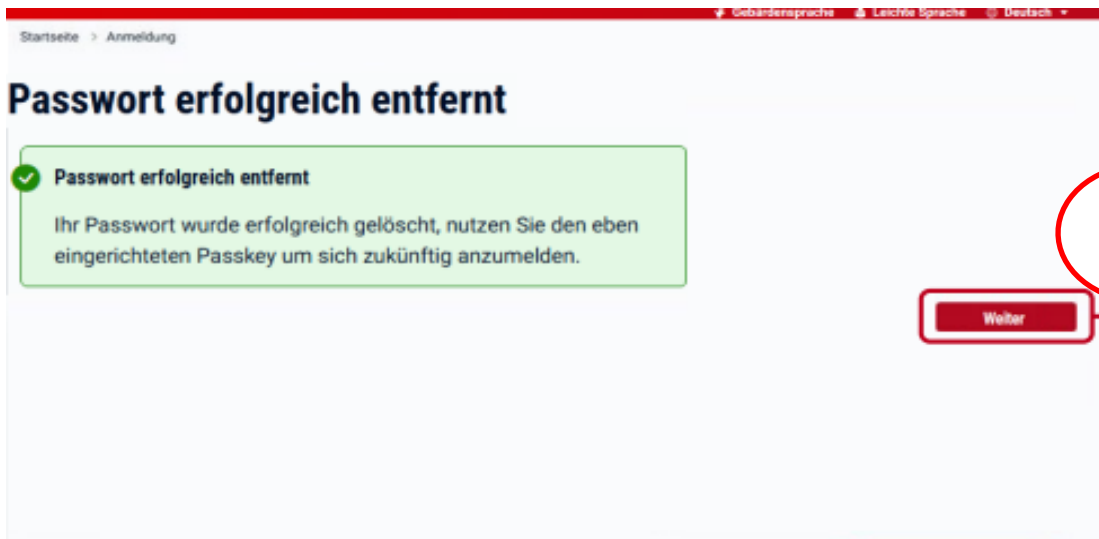 Gebärdensprache Leichte Sprache Deutsch
Startseite > Anmeldung
Passwort erfolgreich entfernt
Passwort erfolgreich entfernt
Ihr Passwort wurde erfolgreich gelöscht, nutzen Sie den eben
eingerichteten Passkey um sich zukünftig anzumelden.
Weiter